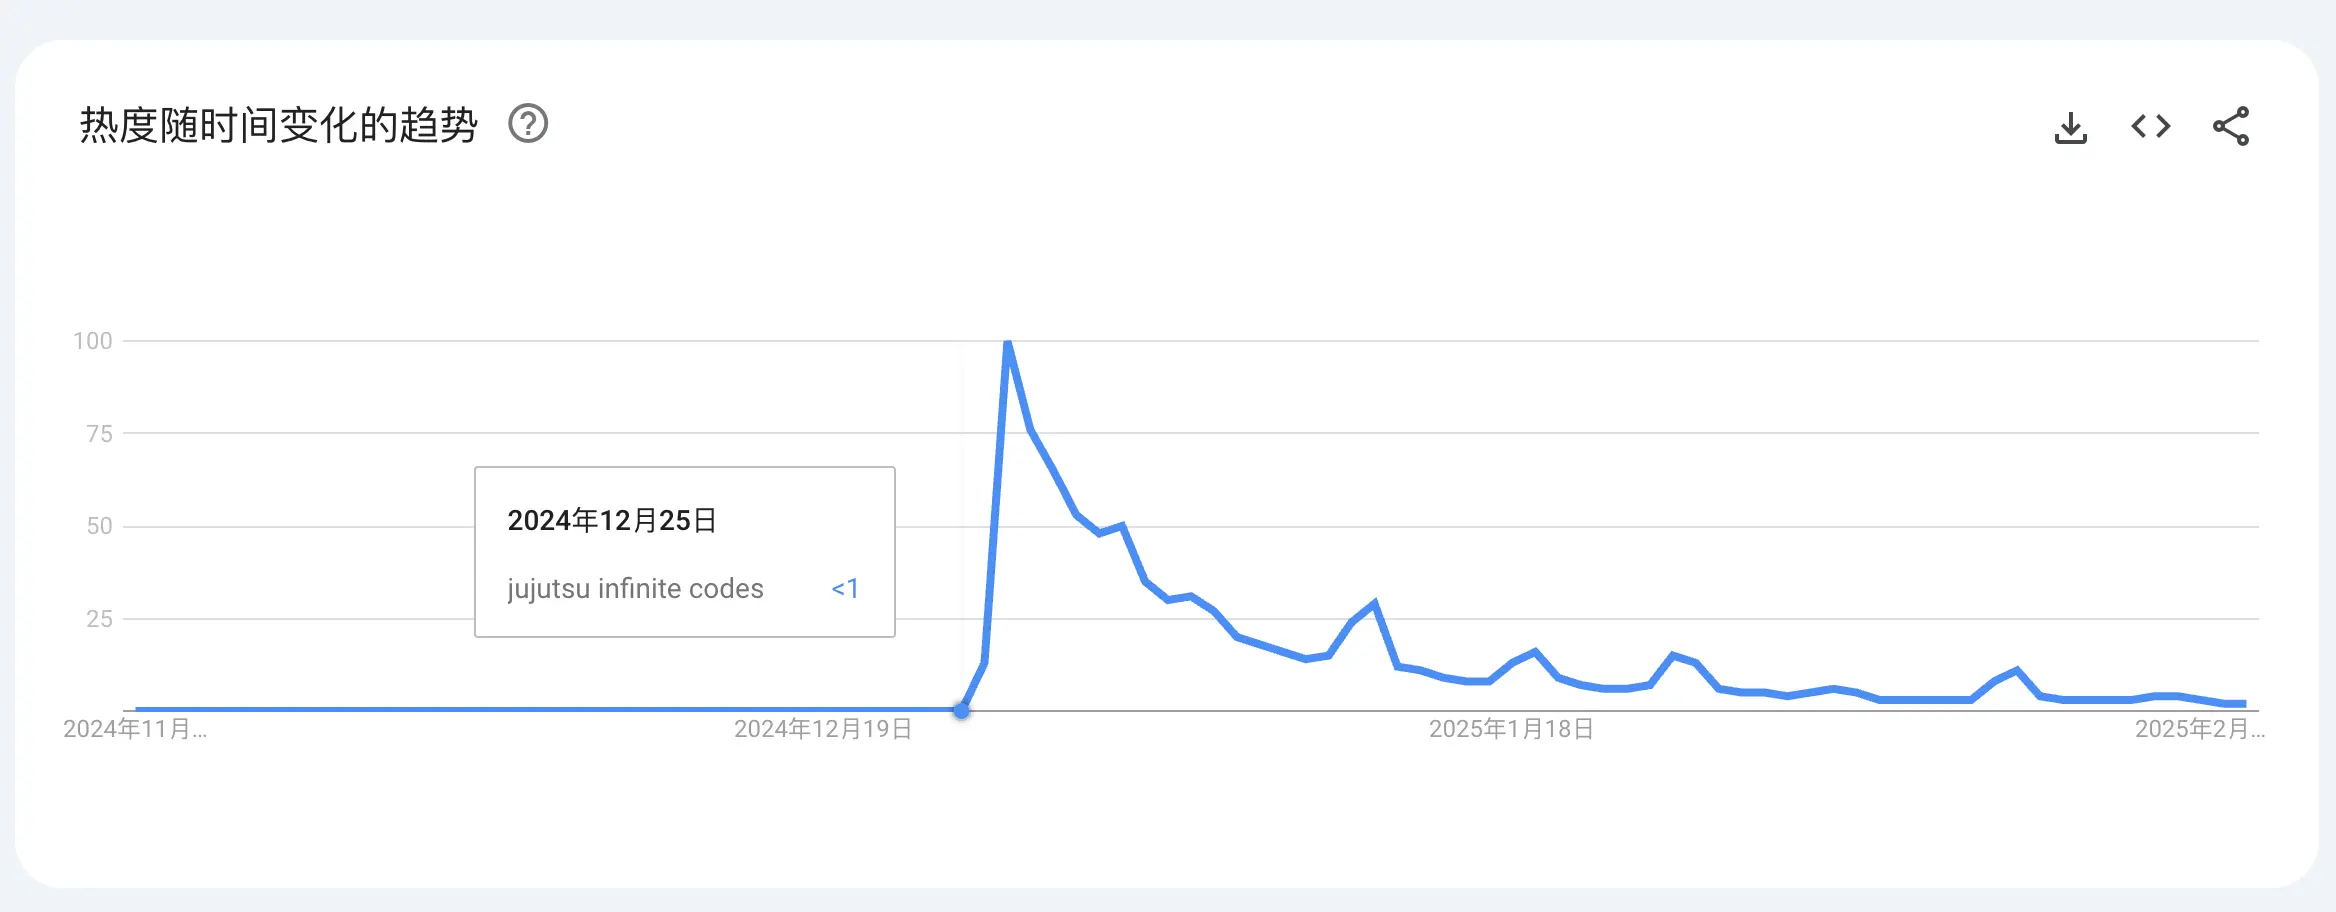 热度随时间变化的趋势 ?
100
75
50
25
2024年12月25日
jujutsu infinite codes <1
2024年11月... 2024年12月19日 2025年1月18日 2025年2月...